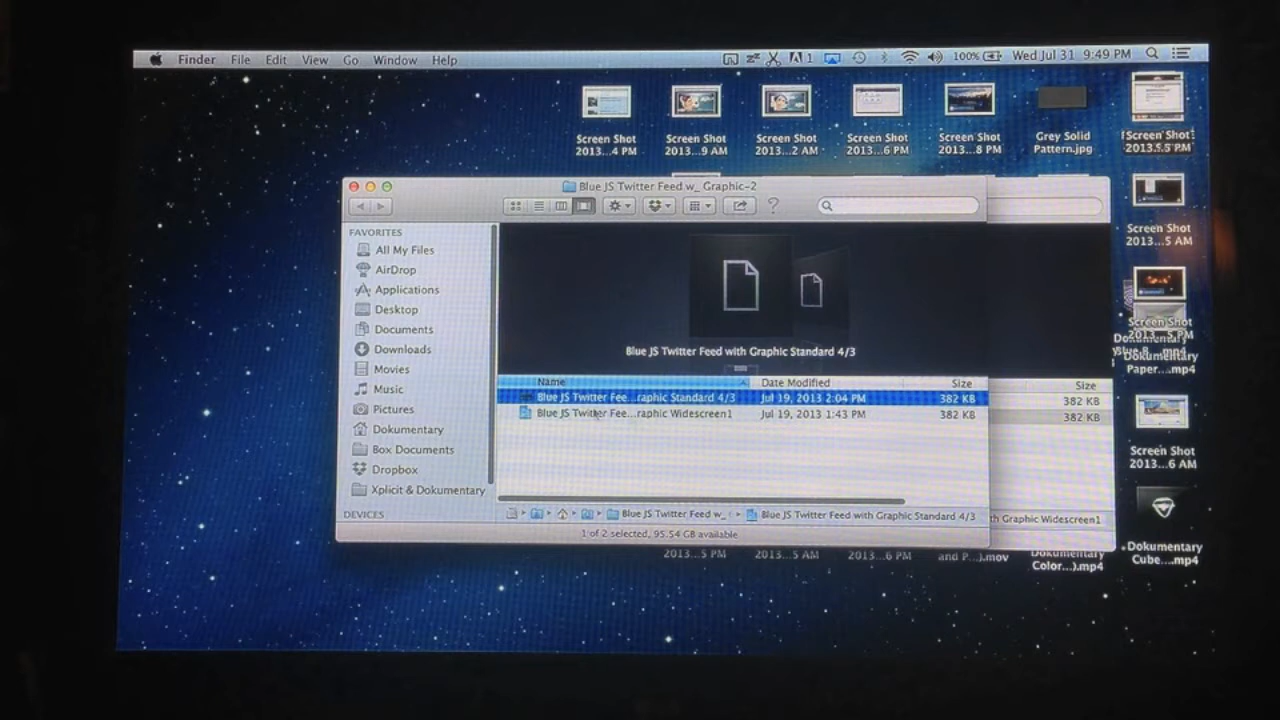 Finder File Edit View Go Window Help
1 100% Wed Jul 31 9:49 PM
Screen Shot
2013...4 PM
Screen Shot
2013...9 AM
Screen Shot
2013...2 AM
Screen Shot
2013...6 PM
Screen Shot
2013...8 PM
Grey Solid
Pattern.jpg
Screen Shot
2013...5 PM
Blue JS Twitter Feed w_ Graphic-2
Screen Shot
2013...5 AM
FAVORITES
All My Files
AirDrop
Applications
Desktop
Documents
Downloads
Movies
Music
Pictures
Dokumentary
Box Documents
Dropbox
Xplicit & Dokumentary
DEVICES
Blue JS Twitter Feed with Graphic Standard 4/3
Name Date Modified Size
Blue JS Twitter Fee...raphic Standard 4/3 Jul 19, 2013 2:04 PM 382 KB
Blue JS Twitter Fee...raphic Widescreen1 Jul 19, 2013 1:43 PM 382 KB
Size
382 KB
382 KB
Blue JS Twitter Feed w_ Blue JS Twitter Feed with Graphic Standard 4/3
th Graphic Widescreen1
1 of 2 selected, 95.54 GB available
Screen Shot
2013...5 PM
Dokumentary
Paper....mp4
Screen Shot
2013...6 AM
Dokumentary
Cube....mp4
2013...5 PM
2013...5 AM
2013...6 PM
and P...).mov
Dokumentary
Color...).mp4